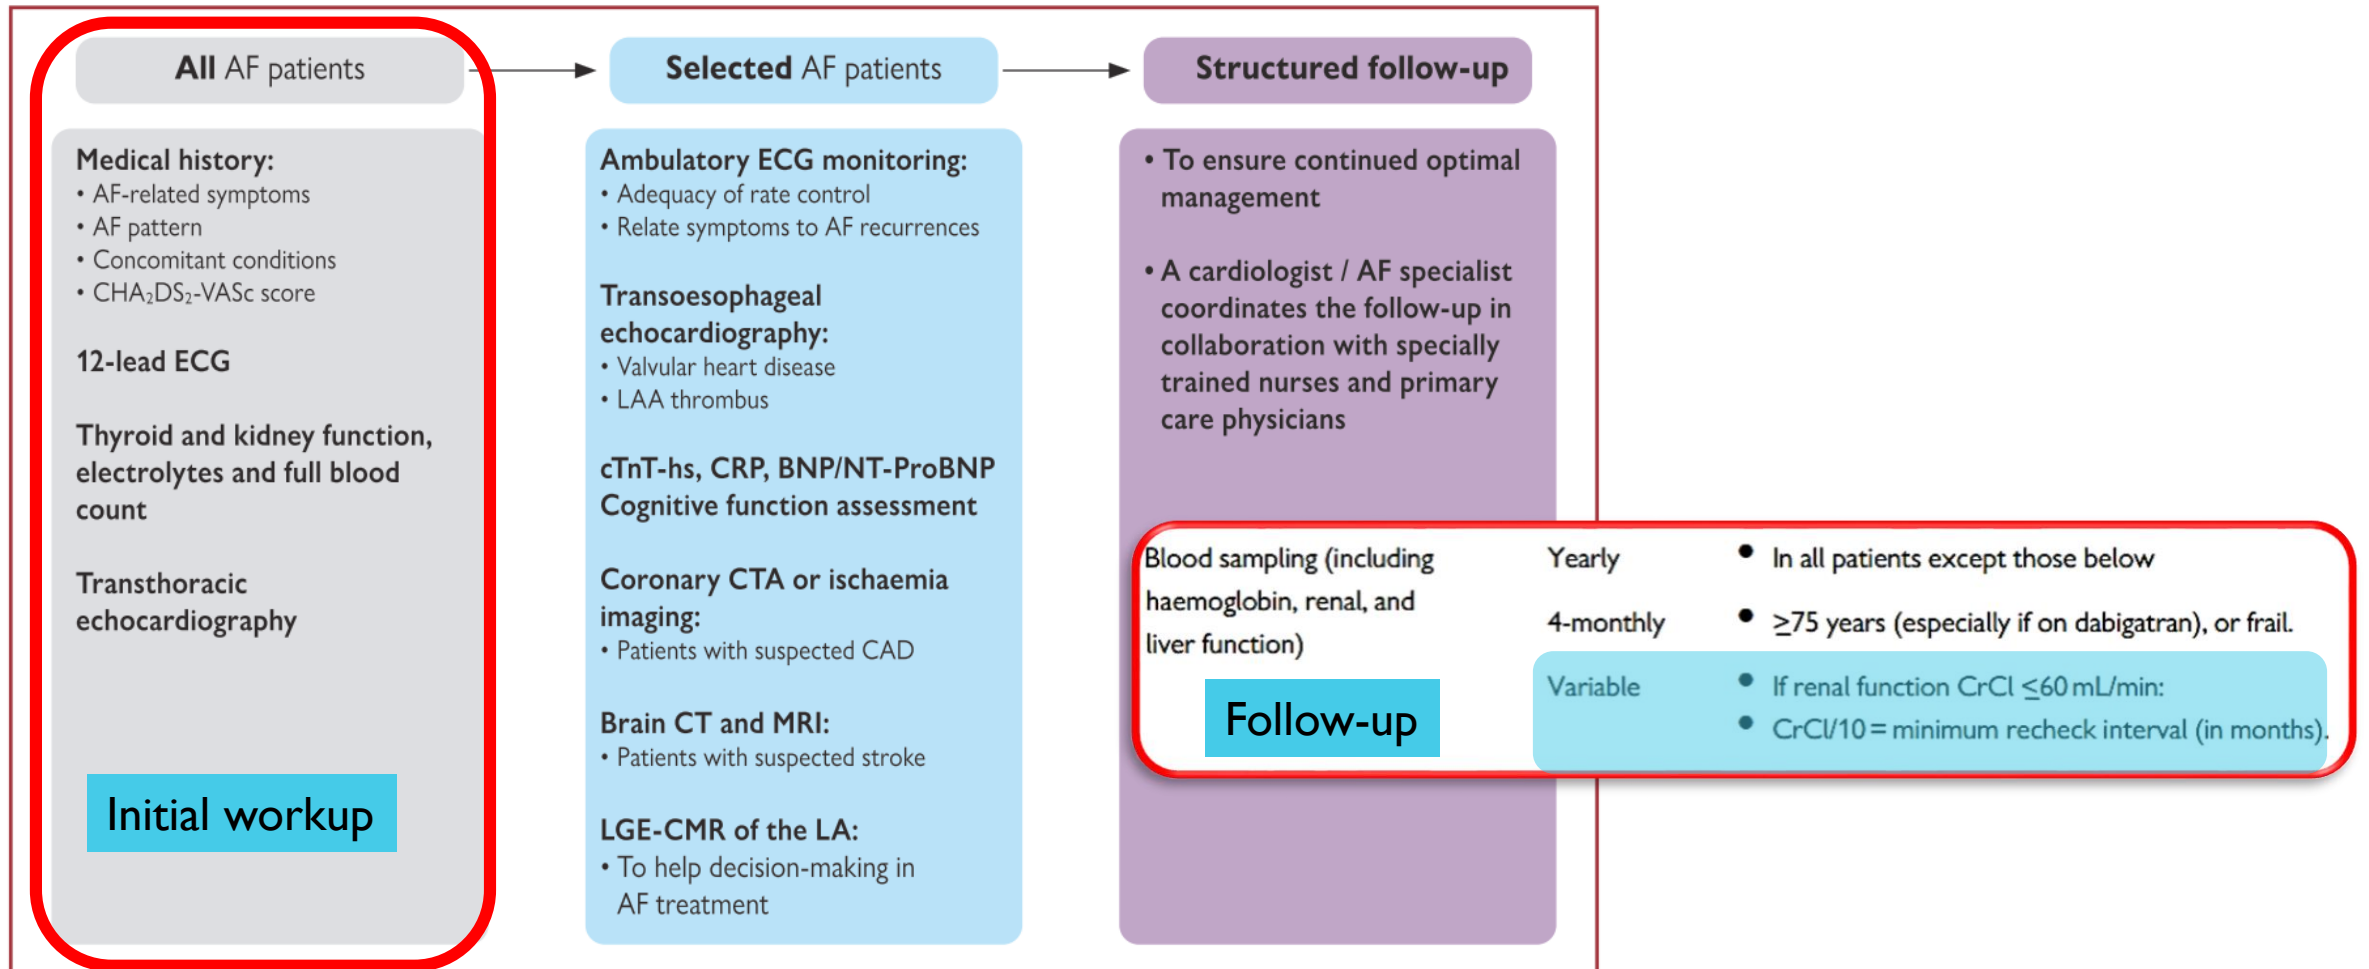 All AF patients
Selected AF patients
Structured follow-up
Medical history:
• AF-related symptoms
• AF pattern
• Concomitant conditions
• CHA₂DS₂-VASc score
12-lead ECG
Thyroid and kidney function,
electrolytes and full blood
count
Transthoracic
echocardiography
Initial workup
Ambulatory ECG monitoring:
• Adequacy of rate control
• Relate symptoms to AF recurrences
Transoesophageal
echocardiography:
• Valvular heart disease
• LAA thrombus
cTnT-hs, CRP, BNP/NT-ProBNP
Cognitive function assessment
Coronary CTA or ischaemia
imaging:
• Patients with suspected CAD
Brain CT and MRI:
• Patients with suspected stroke
LGE-CMR of the LA:
• To help decision-making in
AF treatment
• To ensure continued optimal
management
• A cardiologist / AF specialist
coordinates the follow-up in
collaboration with specially
trained nurses and primary
care physicians
Blood sampling (including
haemoglobin, renal, and
liver function)
Follow-up
Yearly
• In all patients except those below
4-monthly
• ≥75 years (especially if on dabigatran), or frail.
Variable
• If renal function CrCl ≤60 mL/min:
• CrCl/10 = minimum recheck interval (in months).